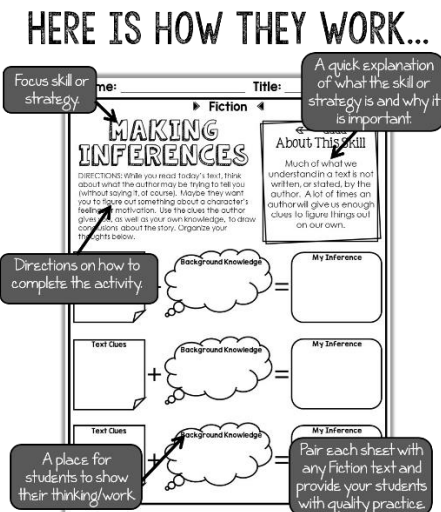 HERE IS HOW THEY WORK...
Focus skill or
strategy.
A quick explanation
of what the skill or
strategy is and why it
is important.
me:
Title:
Fiction
MAKING
INFERENCES
DIRECTIONS: While you read today's text, think
about what the author may be trying to tell you
(without saying it, of course). Maybe they want
you to figure out something about a character's
feeling or motivation. Use the clues the author
gives you, as well as your own knowledge, to draw
conclusions about the story. Organize your
thoughts below.
About This Skill
Much of what we
understand in a text is not
written, or stated, by the
author. A lot of times an
author will give us enough
clues to figure things out
on our own.
Directions on how to
complete the activity.
Background Knowledge
My Inference
+
=
Text Clues
Background Knowledge
My Inference
+
=
Text Clues
Background Knowledge
My Inference
+
=
A place for
students to show
their thinking/work
Pair each sheet with
any Fiction text and
provide your students
with quality practice.